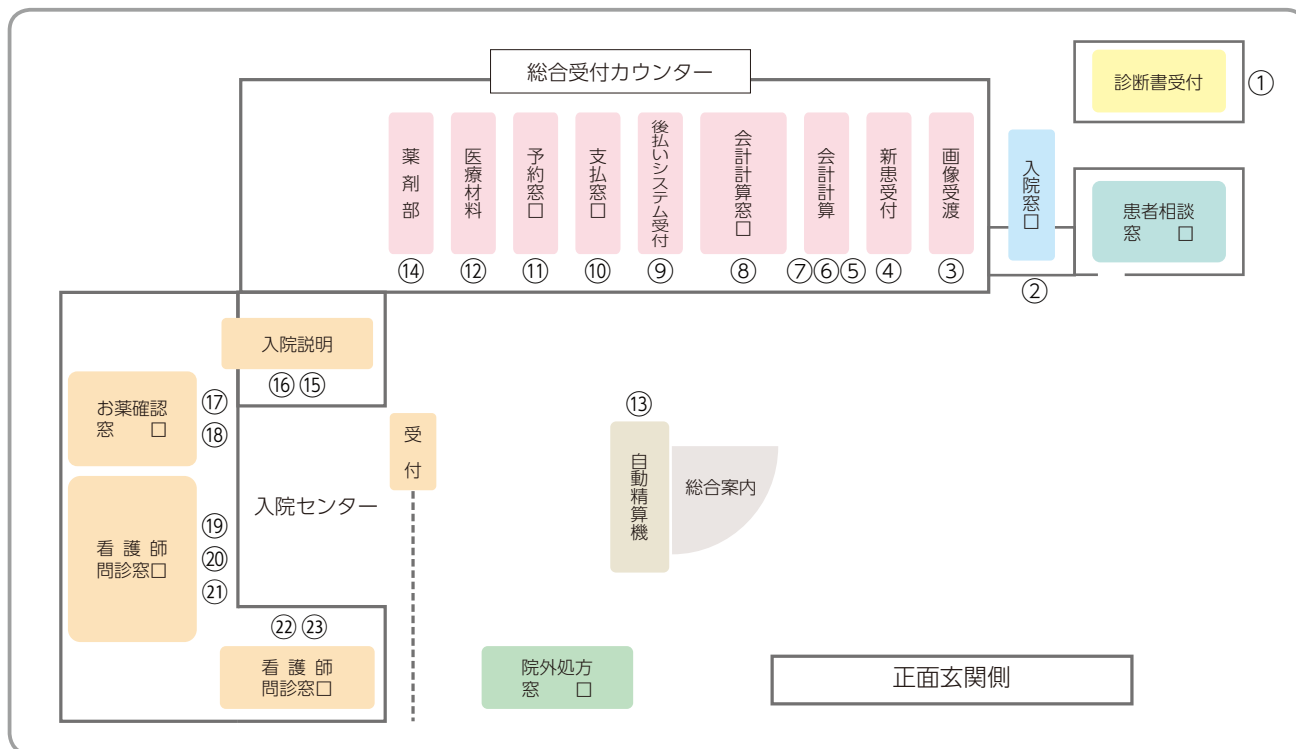 総合受付カウンター
診断書受付
①
薬剤部
医療材料
予約窓口
支払窓口
後払いシステム受付
会計計算窓口
会計計算
新患受付
画像受渡
入院窓口
患者相談
窓口
⑭
⑫
⑪
⑩
⑨
⑧
⑦⑥⑤
④
③
②
入院説明
⑯⑮
お薬確認
窓口
⑰
⑱
受付
⑬
自動精算機
総合案内
入院センター
看護師
問診窓口
⑲
⑳
㉑
㉒㉓
看護師
問診窓口
院外処方
窓口
正面玄関側